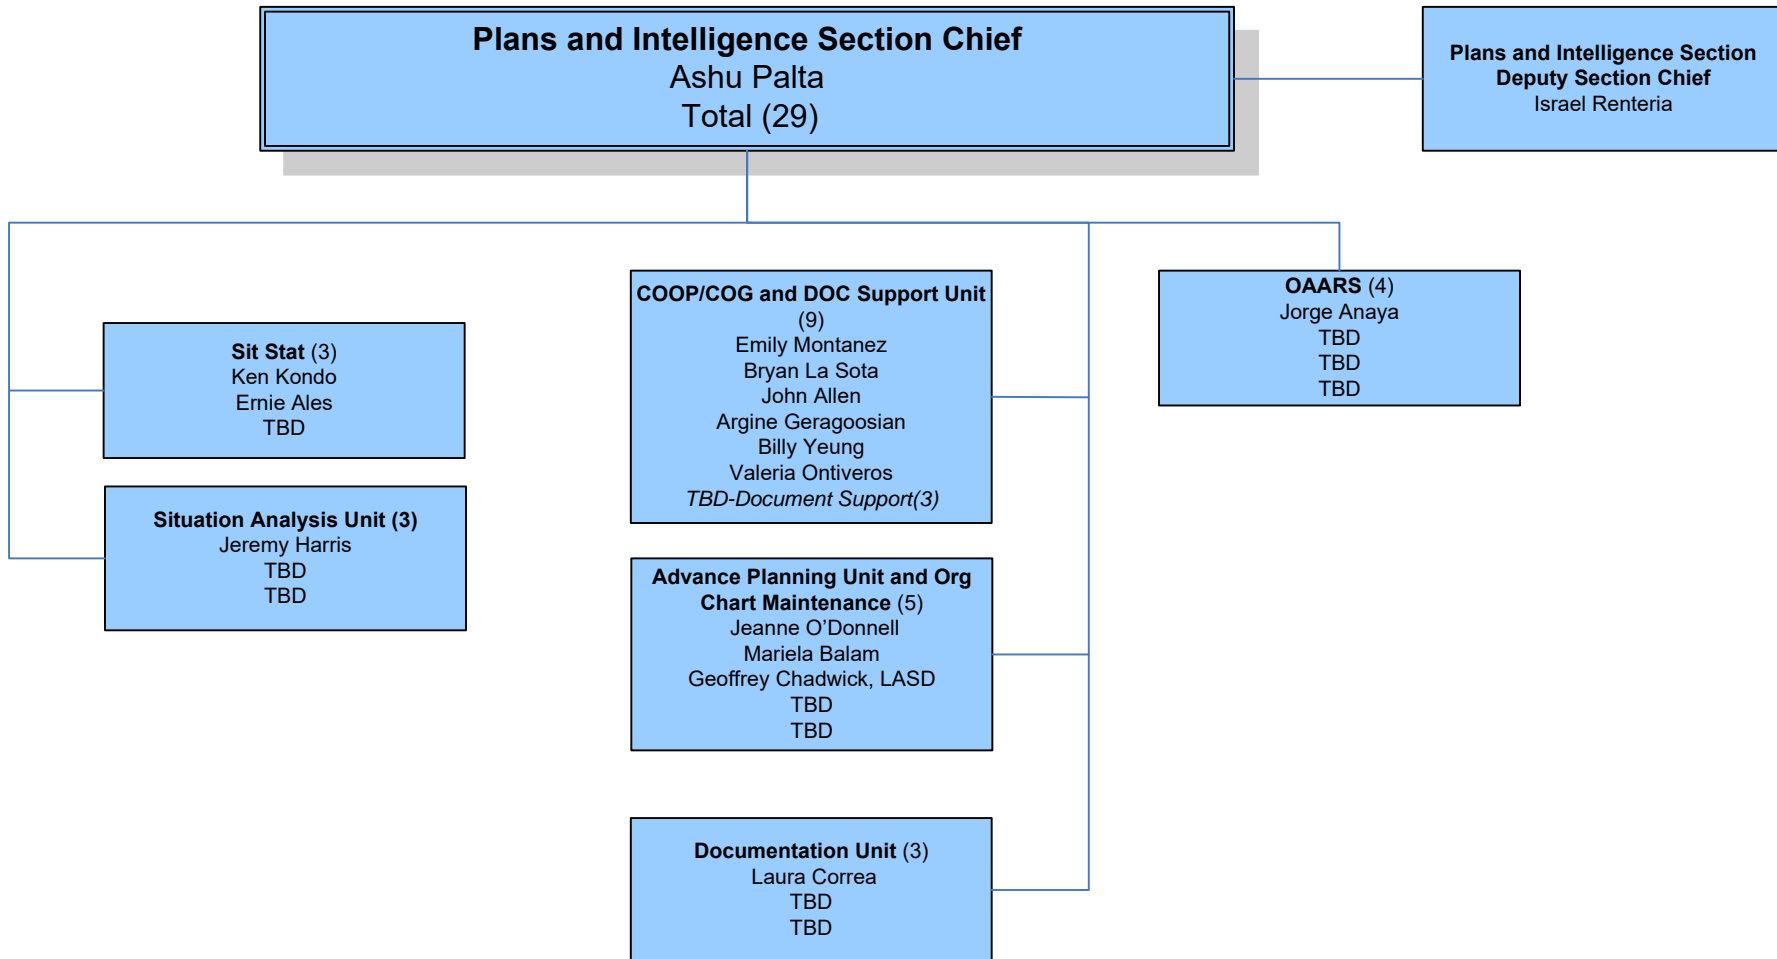 Plans and Intelligence Section Chief
Ashu Palta
Total (29)
Plans and Intelligence Section
Deputy Section Chief
Israel Renteria
Sit Stat (3)
Ken Kondo
Ernie Ales
TBD
Situation Analysis Unit (3)
Jeremy Harris
TBD
TBD
COOP/COG and DOC Support Unit
(9)
Emily Montanez
Bryan La Sota
John Allen
Argine Geragoosian
Billy Yeung
Valeria Ontiveros
TBD-Document Support(3)
Advance Planning Unit and Org
Chart Maintenance (5)
Jeanne O’Donnell
Mariela Balam
Geoffrey Chadwick, LASD
TBD
TBD
Documentation Unit (3)
Laura Correa
TBD
TBD
OAARS (4)
Jorge Anaya
TBD
TBD
TBD